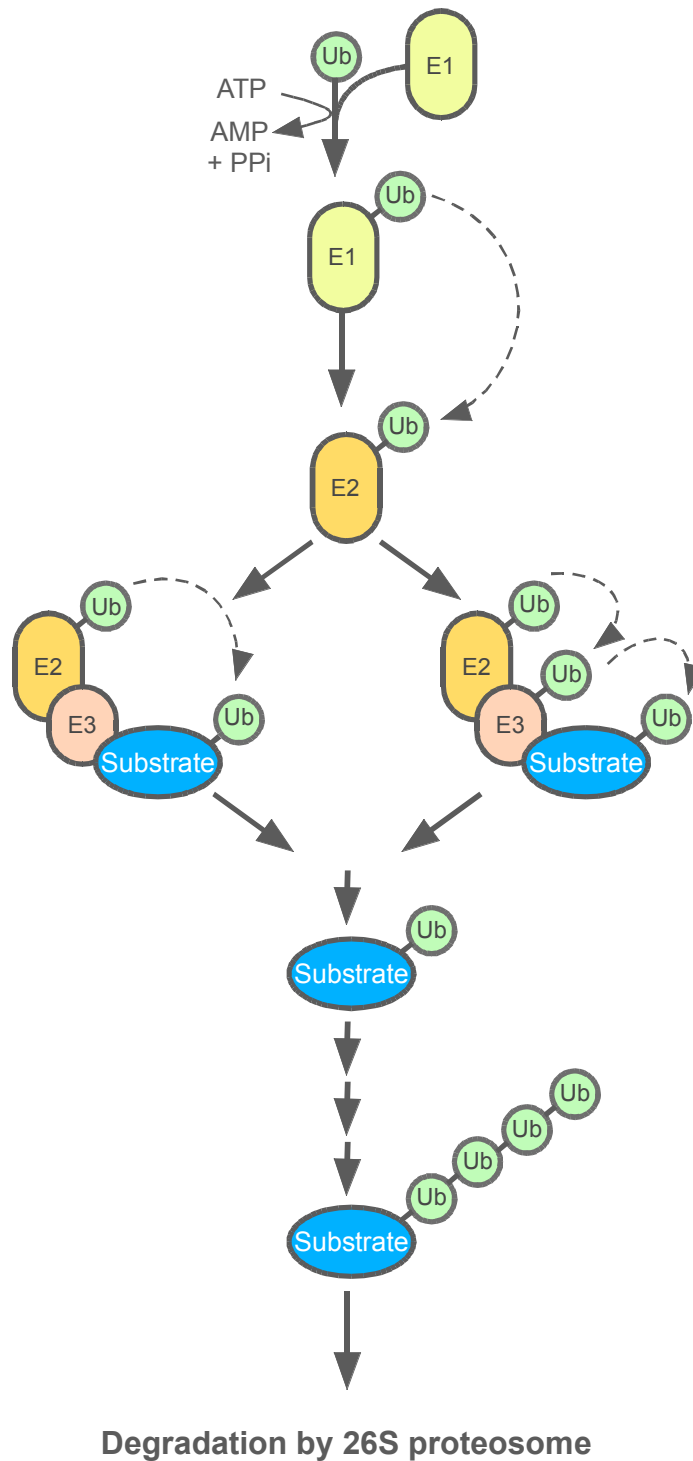 Ub
E1
ATP
AMP
+ PPi
Ub
E1
Ub
E2
Ub
E2
E3
Ub
Substrate
Ub
E2
Ub
E3
Ub
Substrate
Ub
Substrate
Ub
Ub
Ub
Ub
Substrate
Degradation by 26S proteosome